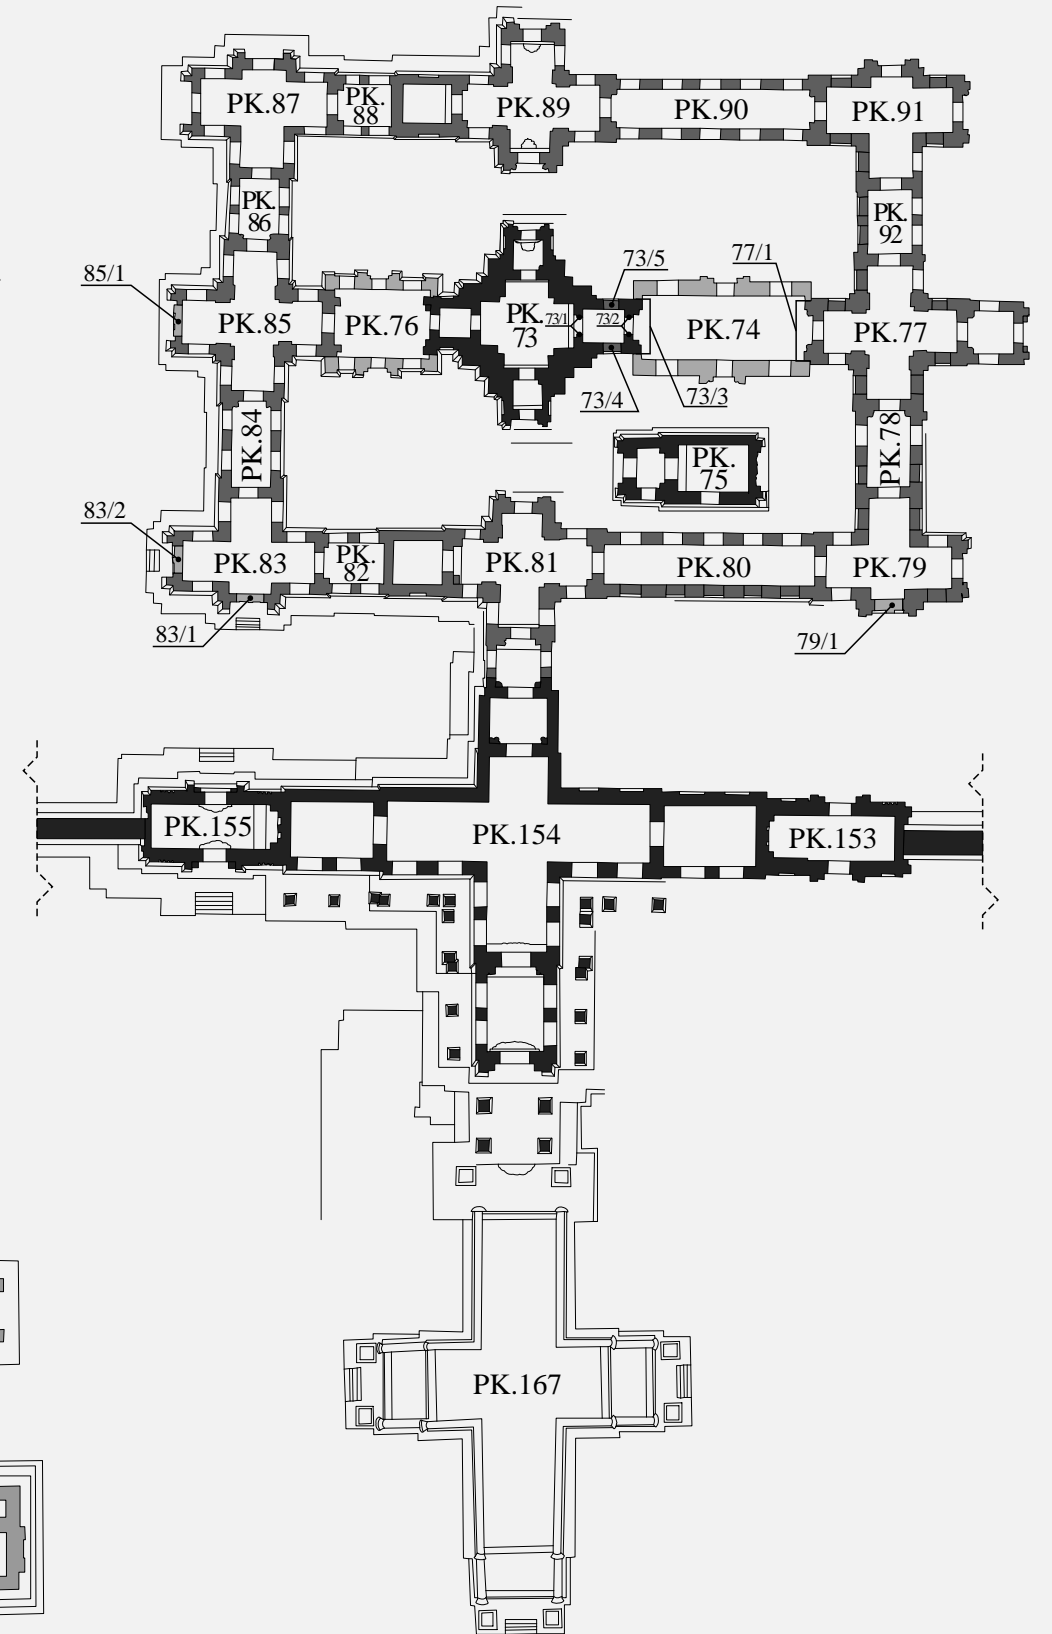 PK.87
PK.
88
PK.89
PK.90
PK.91
PK.
86
PK.
92
85/1
73/5
77/1
PK.85
PK.76
PK.
73
73/1
73/2
PK.74
PK.77
73/4
73/3
PK.84
PK.78
PK.
75
83/2
PK.83
PK.
82
PK.81
PK.80
PK.79
83/1
79/1
PK.155
PK.154
PK.153
PK.167